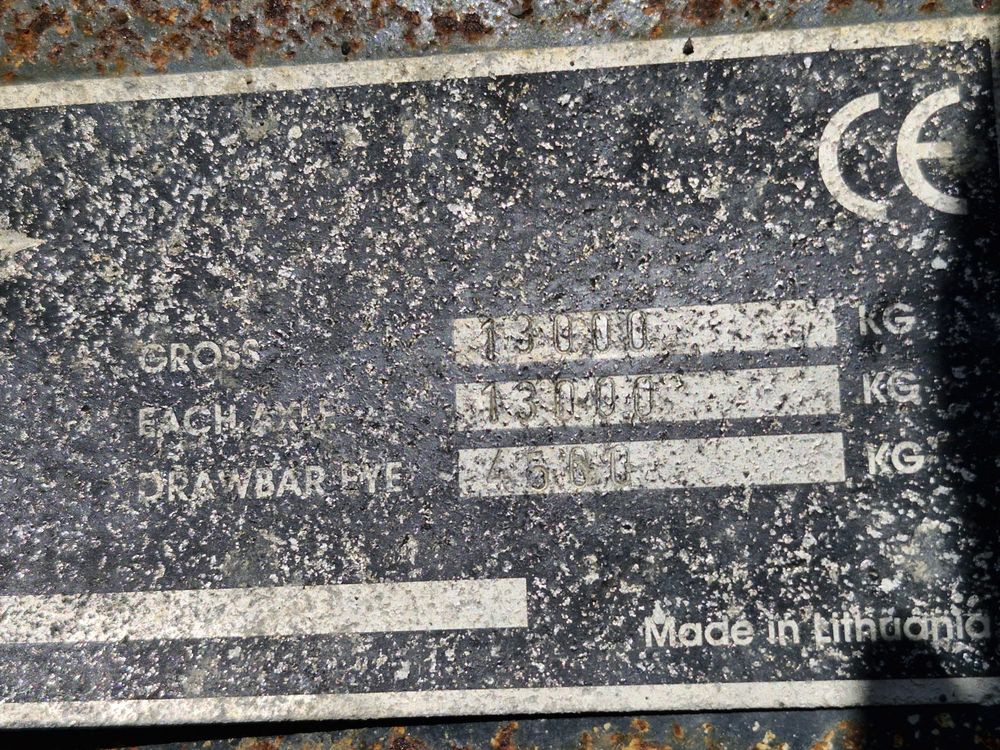 CE
GROSS 13000 KG
EACH AXLE 13000 KG
DRAWBAR EYE 4500 KG
Made in Lithuania